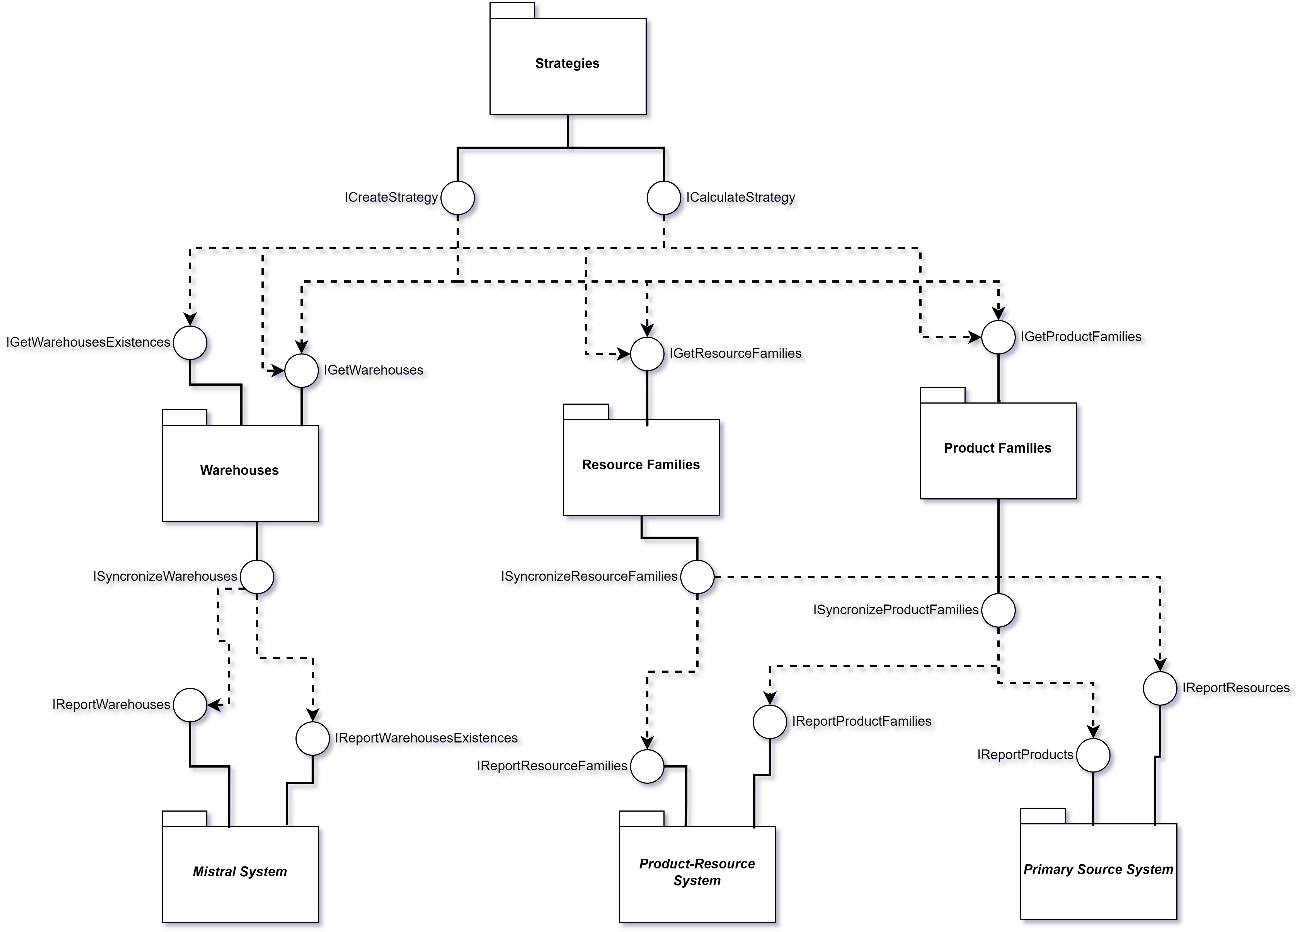 Strategies
ICreateStrategy
ICalculateStrategy
IGetWarehousesExistences
IGetWarehouses
IGetResourceFamilies
IGetProductFamilies
Warehouses
Resource Families
Product Families
ISyncronizeWarehouses
ISyncronizeResourceFamilies
ISyncronizeProductFamilies
IReportWarehouses
IReportWarehousesExistences
IReportResourceFamilies
IReportProductFamilies
IReportProducts
IReportResources
Mistral System
Product-Resource
System
Primary Source System